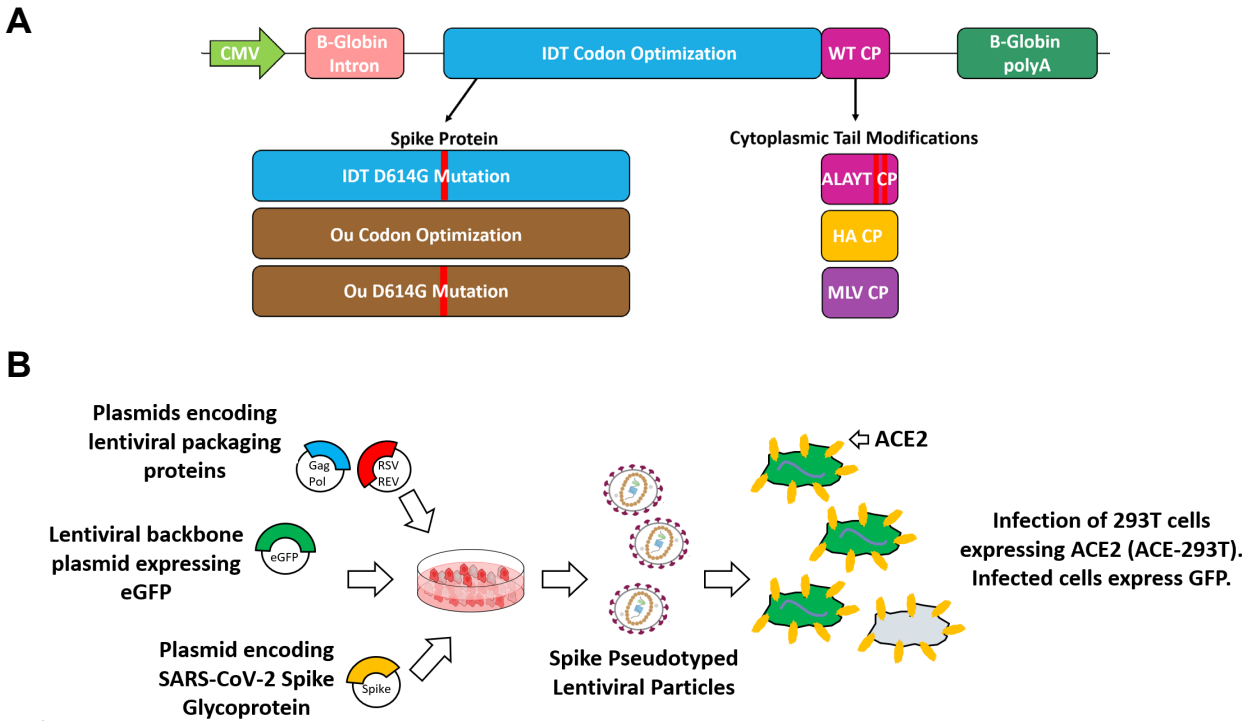 A
CMV
B-Globin
Intron
IDT Codon Optimization
WT CP
B-Globin
polyA
Spike Protein
Cytoplasmic Tail Modifications
IDT D614G Mutation
ALAYT CP
Ou Codon Optimization
HA CP
Ou D614G Mutation
MLV CP
B
Plasmids encoding
lentiviral packaging
proteins
Gag
Pol
RSV
REV
Lentiviral backbone
plasmid expressing
eGFP
eGFP
Plasmid encoding
SARS-CoV-2 Spike
Glycoprotein
Spike
Spike Pseudotyped
Lentiviral Particles
ACE2
Infection of 293T cells
expressing ACE2 (ACE-293T).
Infected cells express GFP.